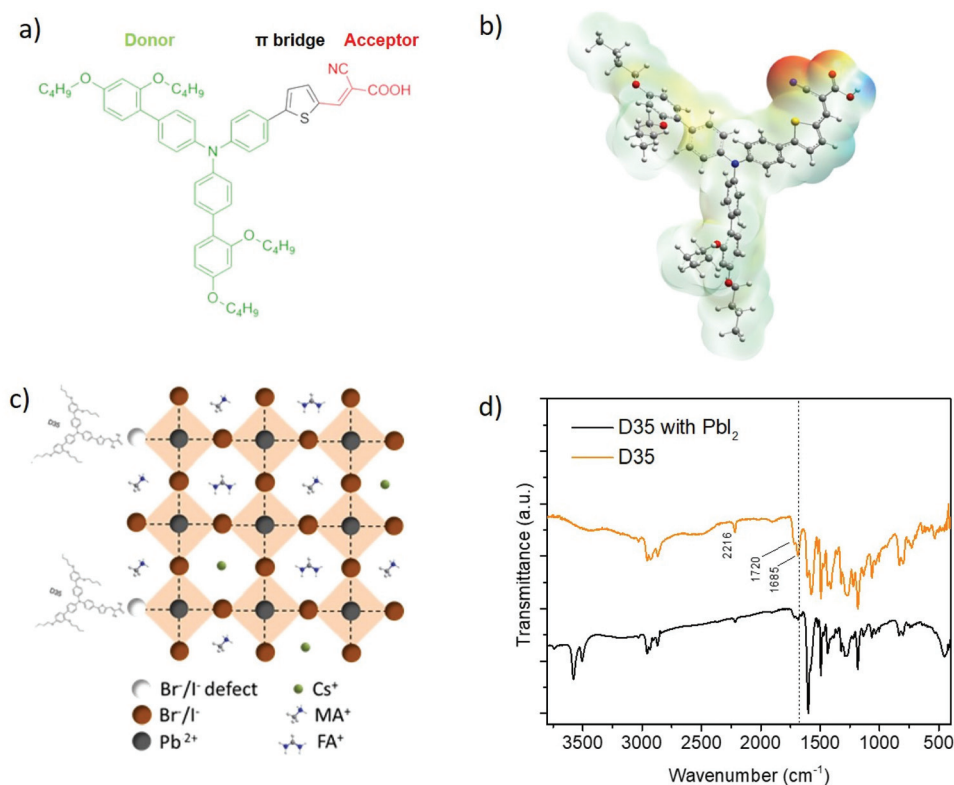 a)
Donor
π bridge
Acceptor
C₄H₉
O
O
C₄H₉
NC
COOH
S
N
O
C₄H₉
O
C₄H₉
b)
c)
D35
D35
Br⁻/I⁻ defect
Br⁻/I⁻
Pb²⁺
Cs⁺
MA⁺
FA⁺
d)
D35 with PbI₂
D35
Transmittance (a.u.)
2216
1720
1685
3500 3000 2500 2000 1500 1000 500
Wavenumber (cm⁻¹)